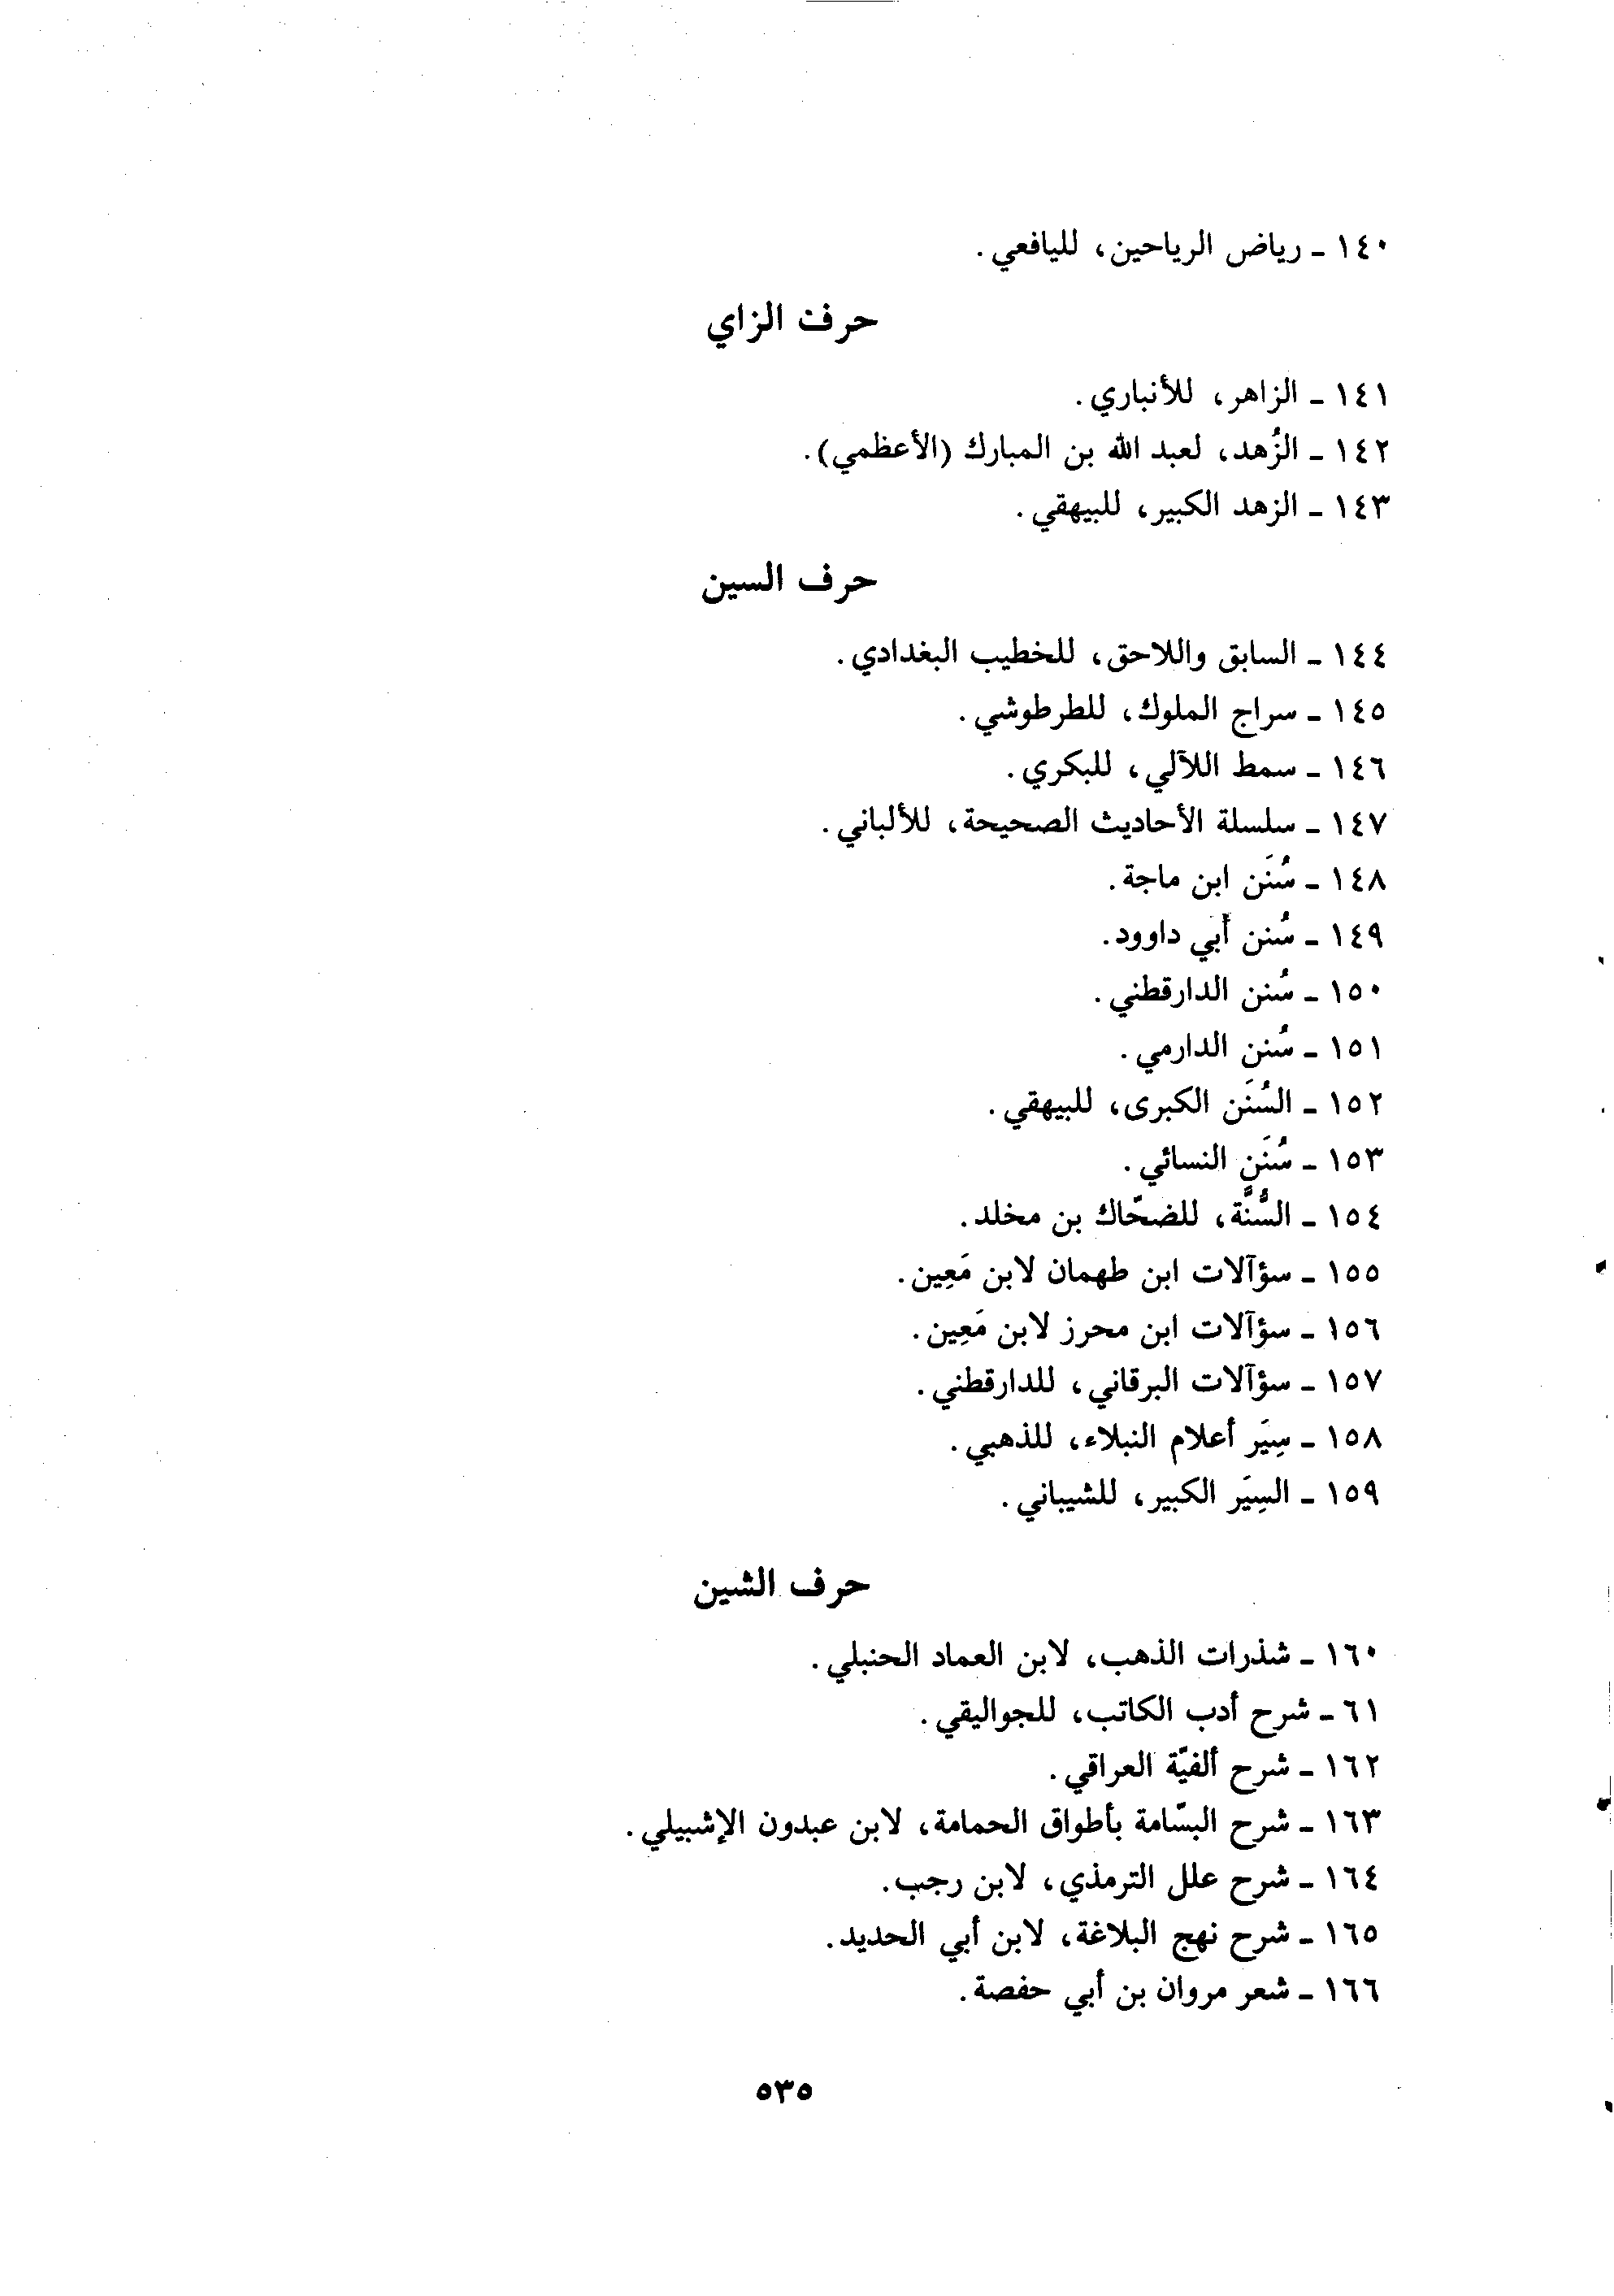 ١٤٠ ـ رياض الرياحين، لليافعي.
حرف الزاي
١٤١ ـ الزاهر، للأنباري.
١٤٢ ـ الزُهد، لعبد الله بن المبارك (الأعظمي).
١٤٣ ـ الزهد الكبير، للبيهقي.
حرف السين
١٤٤ ـ السابق واللاحق، للخطيب البغدادي.
١٤٥ ـ سراج الملوك، للطرطوشي.
١٤٦ ـ سمط اللآلي، للبكري.
١٤٧ ـ سلسلة الأحاديث الصحيحة، للألباني.
١٤٨ ـ سُنَن ابن ماجة.
١٤٩ ـ سُنن أبي داوود.
١٥٠ ـ سُنن الدارقطني.
١٥١ ـ سُنن الدارمي.
١٥٢ ـ السُنَن الكبرى، للبيهقي.
١٥٣ ـ سُنَن النسائي.
١٥٤ ـ السُّنَّة، للضحّاك بن مخلد.
١٥٥ ـ سؤآلات ابن طهمان لابن مَعِين.
١٥٦ ـ سؤآلات ابن محرز لابن مَعِين.
١٥٧ ـ سؤآلات البرقاني، للدارقطني.
١٥٨ ـ سِيَر أعلام النبلاء، للذهبي.
١٥٩ ـ السِيَر الكبير، للشيباني.
حرف الشين
١٦٠ ـ شذرات الذهب، لابن العماد الحنبلي.
٦١ ـ شرح أدب الكاتب، للجواليقي.
١٦٢ ـ شرح ألفيّة العراقي.
١٦٣ ـ شرح البسّامة بأطواق الحمامة، لابن عبدون الإشبيلي.
١٦٤ ـ شرح علل الترمذي، لابن رجب.
١٦٥ ـ شرح نهج البلاغة، لابن أبي الحديد.
١٦٦ ـ شعر مروان بن أبي حفصة.
٥٣٥